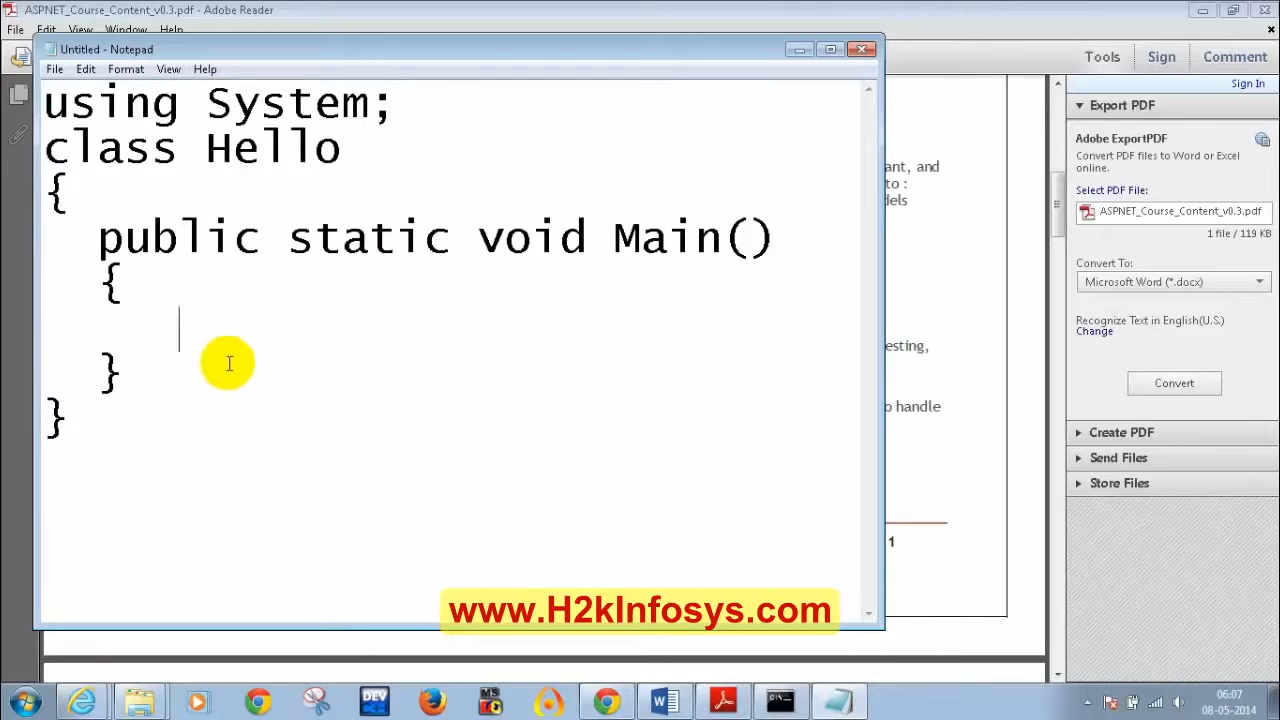 ASPNET_Course_Content_v0.3.pdf - Adobe Reader
File Edit View Window Help
Untitled - Notepad
File Edit Format View Help
using System;
class Hello
{
public static void Main()
{
}
}
Tools Sign Comment
Sign In
Export PDF
Adobe ExportPDF
Convert PDF files to Word or Excel
online.
Select PDF File:
ASPNET_Course_Content_v0.3.pdf
1 file / 119 KB
Convert To:
Microsoft Word (*.docx)
Recognize Text in English(U.S.)
Change
Convert
Create PDF
Send Files
Store Files
ant, and
to :
dels
esting,
o handle
1
www.H2kInfosys.com
DEV
MS
C:\
06:07
08-05-2014